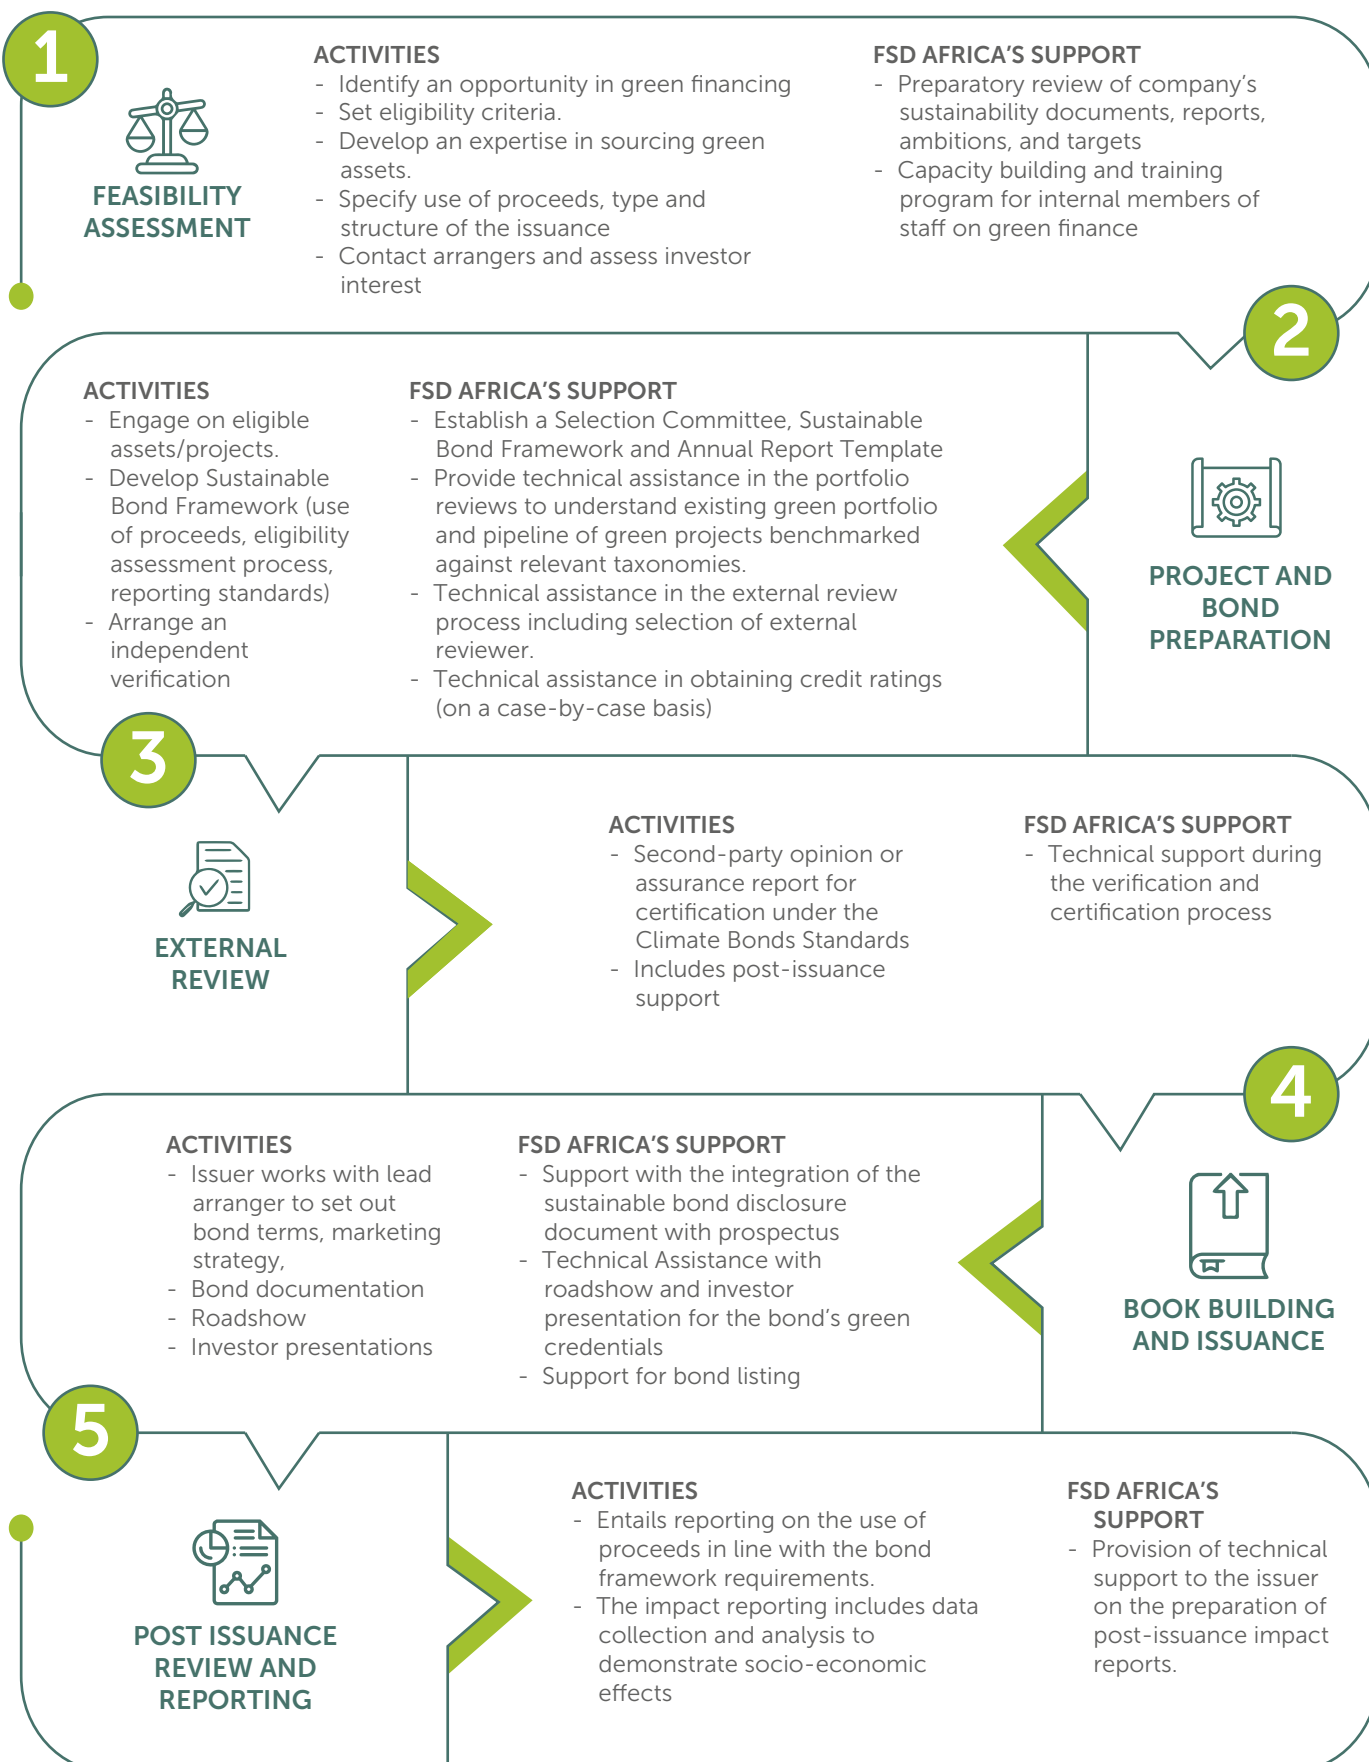 1
FEASIBILITY
ASSESSMENT
ACTIVITIES
- Identify an opportunity in green financing
- Set eligibility criteria.
- Develop an expertise in sourcing green
assets.
- Specify use of proceeds, type and
structure of the issuance
- Contact arrangers and assess investor
interest
FSD AFRICA'S SUPPORT
- Preparatory review of company's
sustainability documents, reports,
ambitions, and targets
- Capacity building and training
program for internal members of
staff on green finance
2
PROJECT AND
BOND
PREPARATION
ACTIVITIES
- Engage on eligible
assets/projects.
- Develop Sustainable
Bond Framework (use
of proceeds, eligibility
assessment process,
reporting standards)
- Arrange an
independent
verification
FSD AFRICA'S SUPPORT
- Establish a Selection Committee, Sustainable
Bond Framework and Annual Report Template
- Provide technical assistance in the portfolio
reviews to understand existing green portfolio
and pipeline of green projects benchmarked
against relevant taxonomies.
- Technical assistance in the external review
process including selection of external
reviewer.
- Technical assistance in obtaining credit ratings
(on a case-by-case basis)
3
EXTERNAL
REVIEW
ACTIVITIES
- Second-party opinion or
assurance report for
certification under the
Climate Bonds Standards
- Includes post-issuance
support
FSD AFRICA'S SUPPORT
- Technical support during
the verification and
certification process
4
BOOK BUILDING
AND ISSUANCE
ACTIVITIES
- Issuer works with lead
arranger to set out
bond terms, marketing
strategy,
- Bond documentation
- Roadshow
- Investor presentations
FSD AFRICA'S SUPPORT
- Support with the integration of the
sustainable bond disclosure
document with prospectus
- Technical Assistance with
roadshow and investor
presentation for the bond's green
credentials
- Support for bond listing
5
POST ISSUANCE
REVIEW AND
REPORTING
ACTIVITIES
- Entails reporting on the use of
proceeds in line with the bond
framework requirements.
- The impact reporting includes data
collection and analysis to
demonstrate socio-economic
effects
FSD AFRICA'S
SUPPORT
- Provision of technical
support to the issuer
on the preparation of
post-issuance impact
reports.